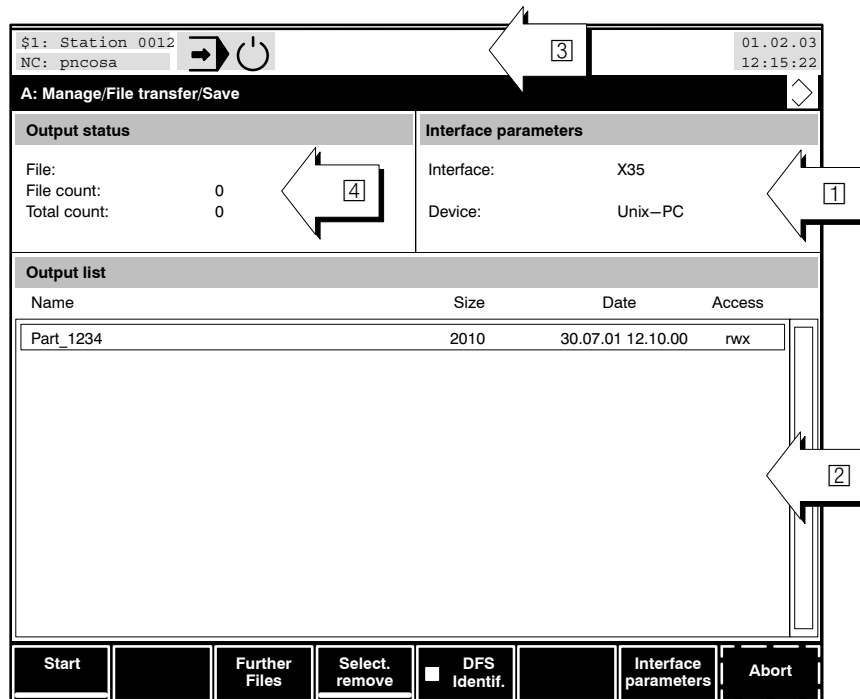 $1: Station 0012
NC: pncosa
3
01.02.03
12:15:22
A: Manage/File transfer/Save
Output status
Interface parameters
File:
File count: 0
Total count: 0
4
Interface: X35
Device: Unix–PC
1
Output list
Name Size Date Access
Part_1234 2010 30.07.01 12.10.00 rwx
2
Start
Further
Files
Select.
remove
DFS
Identif.
Interface
parameters
Abort